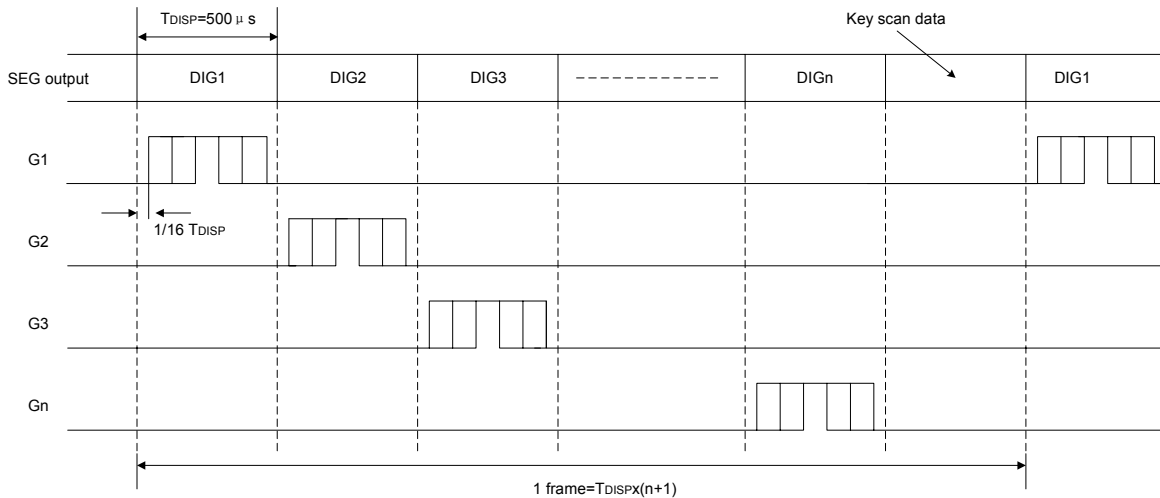 TDISP=500 μ s
Key scan data
SEG output DIG1 DIG2 DIG3 DIGn DIG1
G1
1/16 TDISP
G2
G3
Gn
1 frame=TDISPx(n+1)